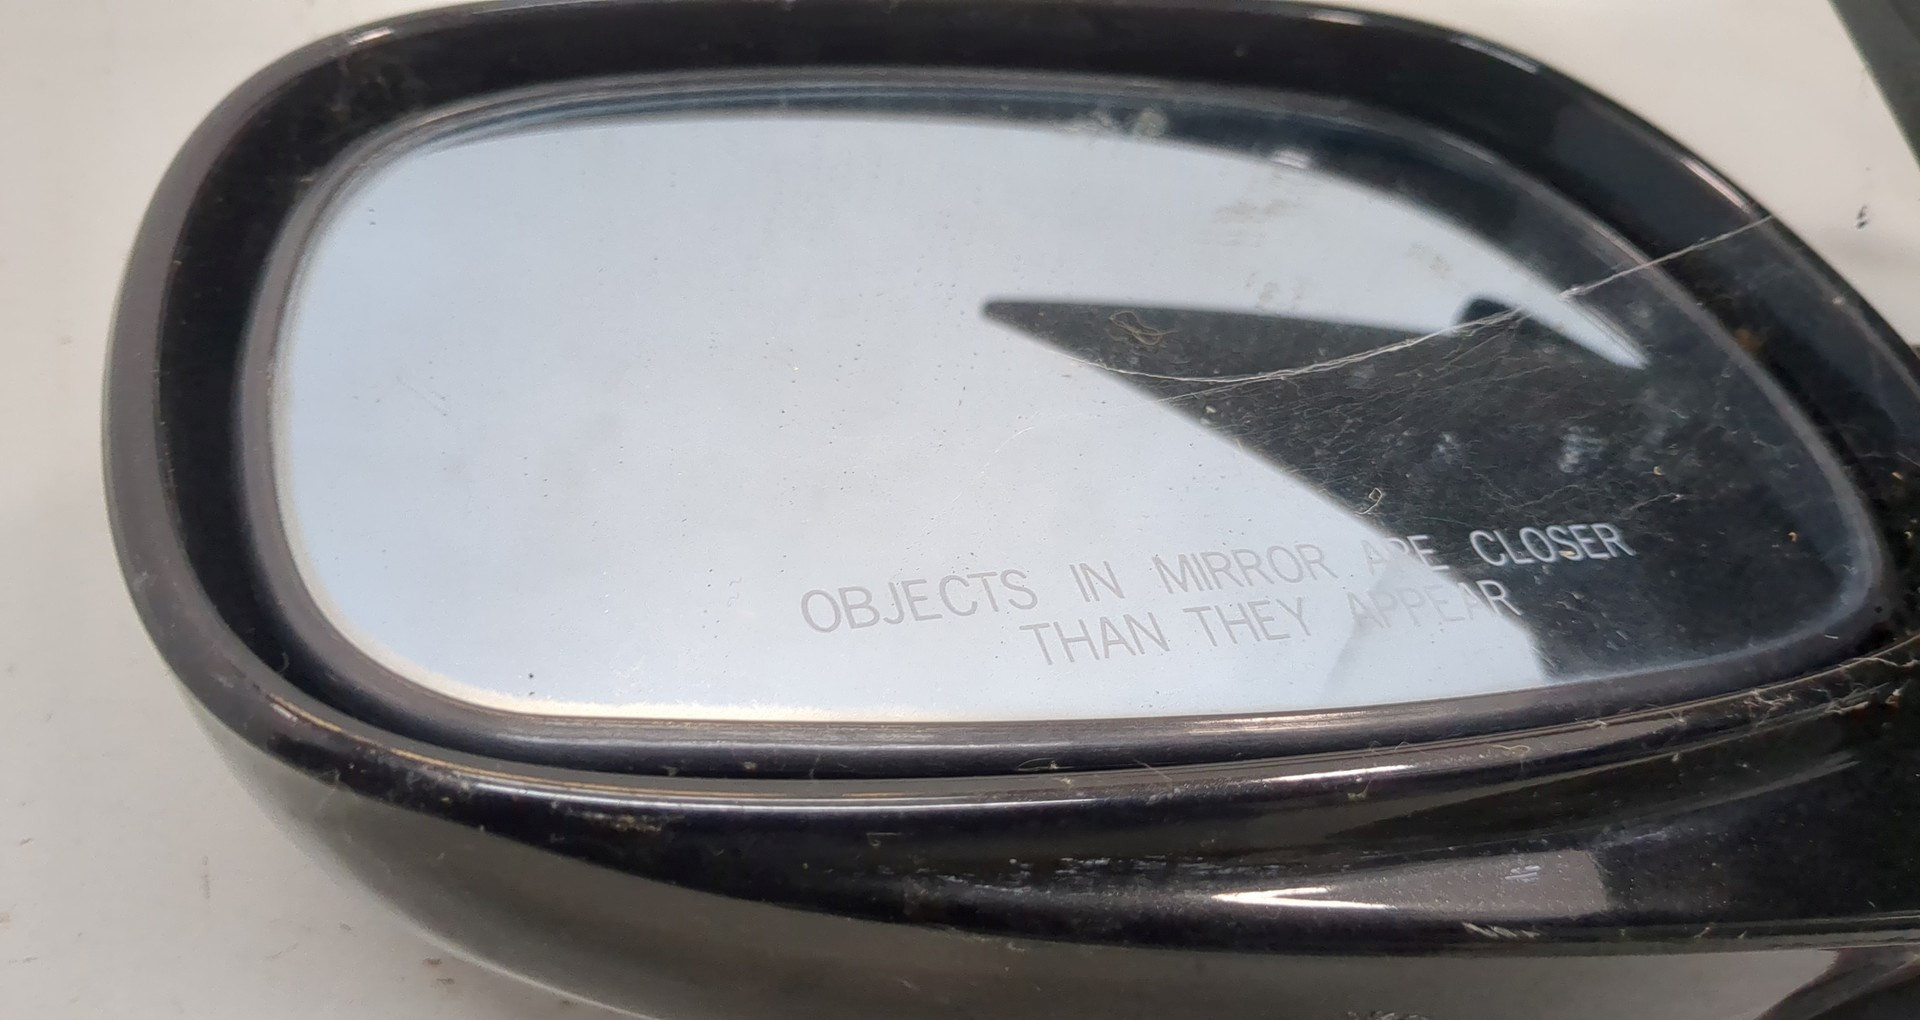 OBJECTS IN MIRROR ARE CLOSER
THAN THEY APPEAR